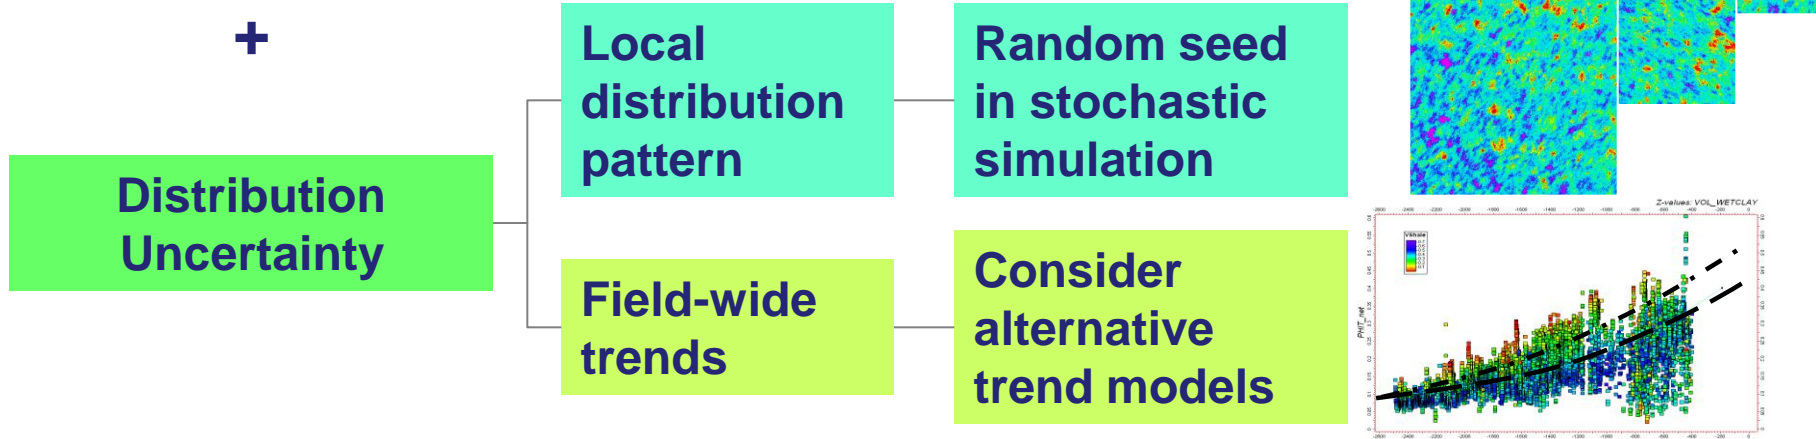 +
Distribution
Uncertainty
Local
distribution
pattern
Random seed
in stochastic
simulation
Field-wide
trends
Consider
alternative
trend models
Z-values: VOL_WETCLAY
PHIT_net